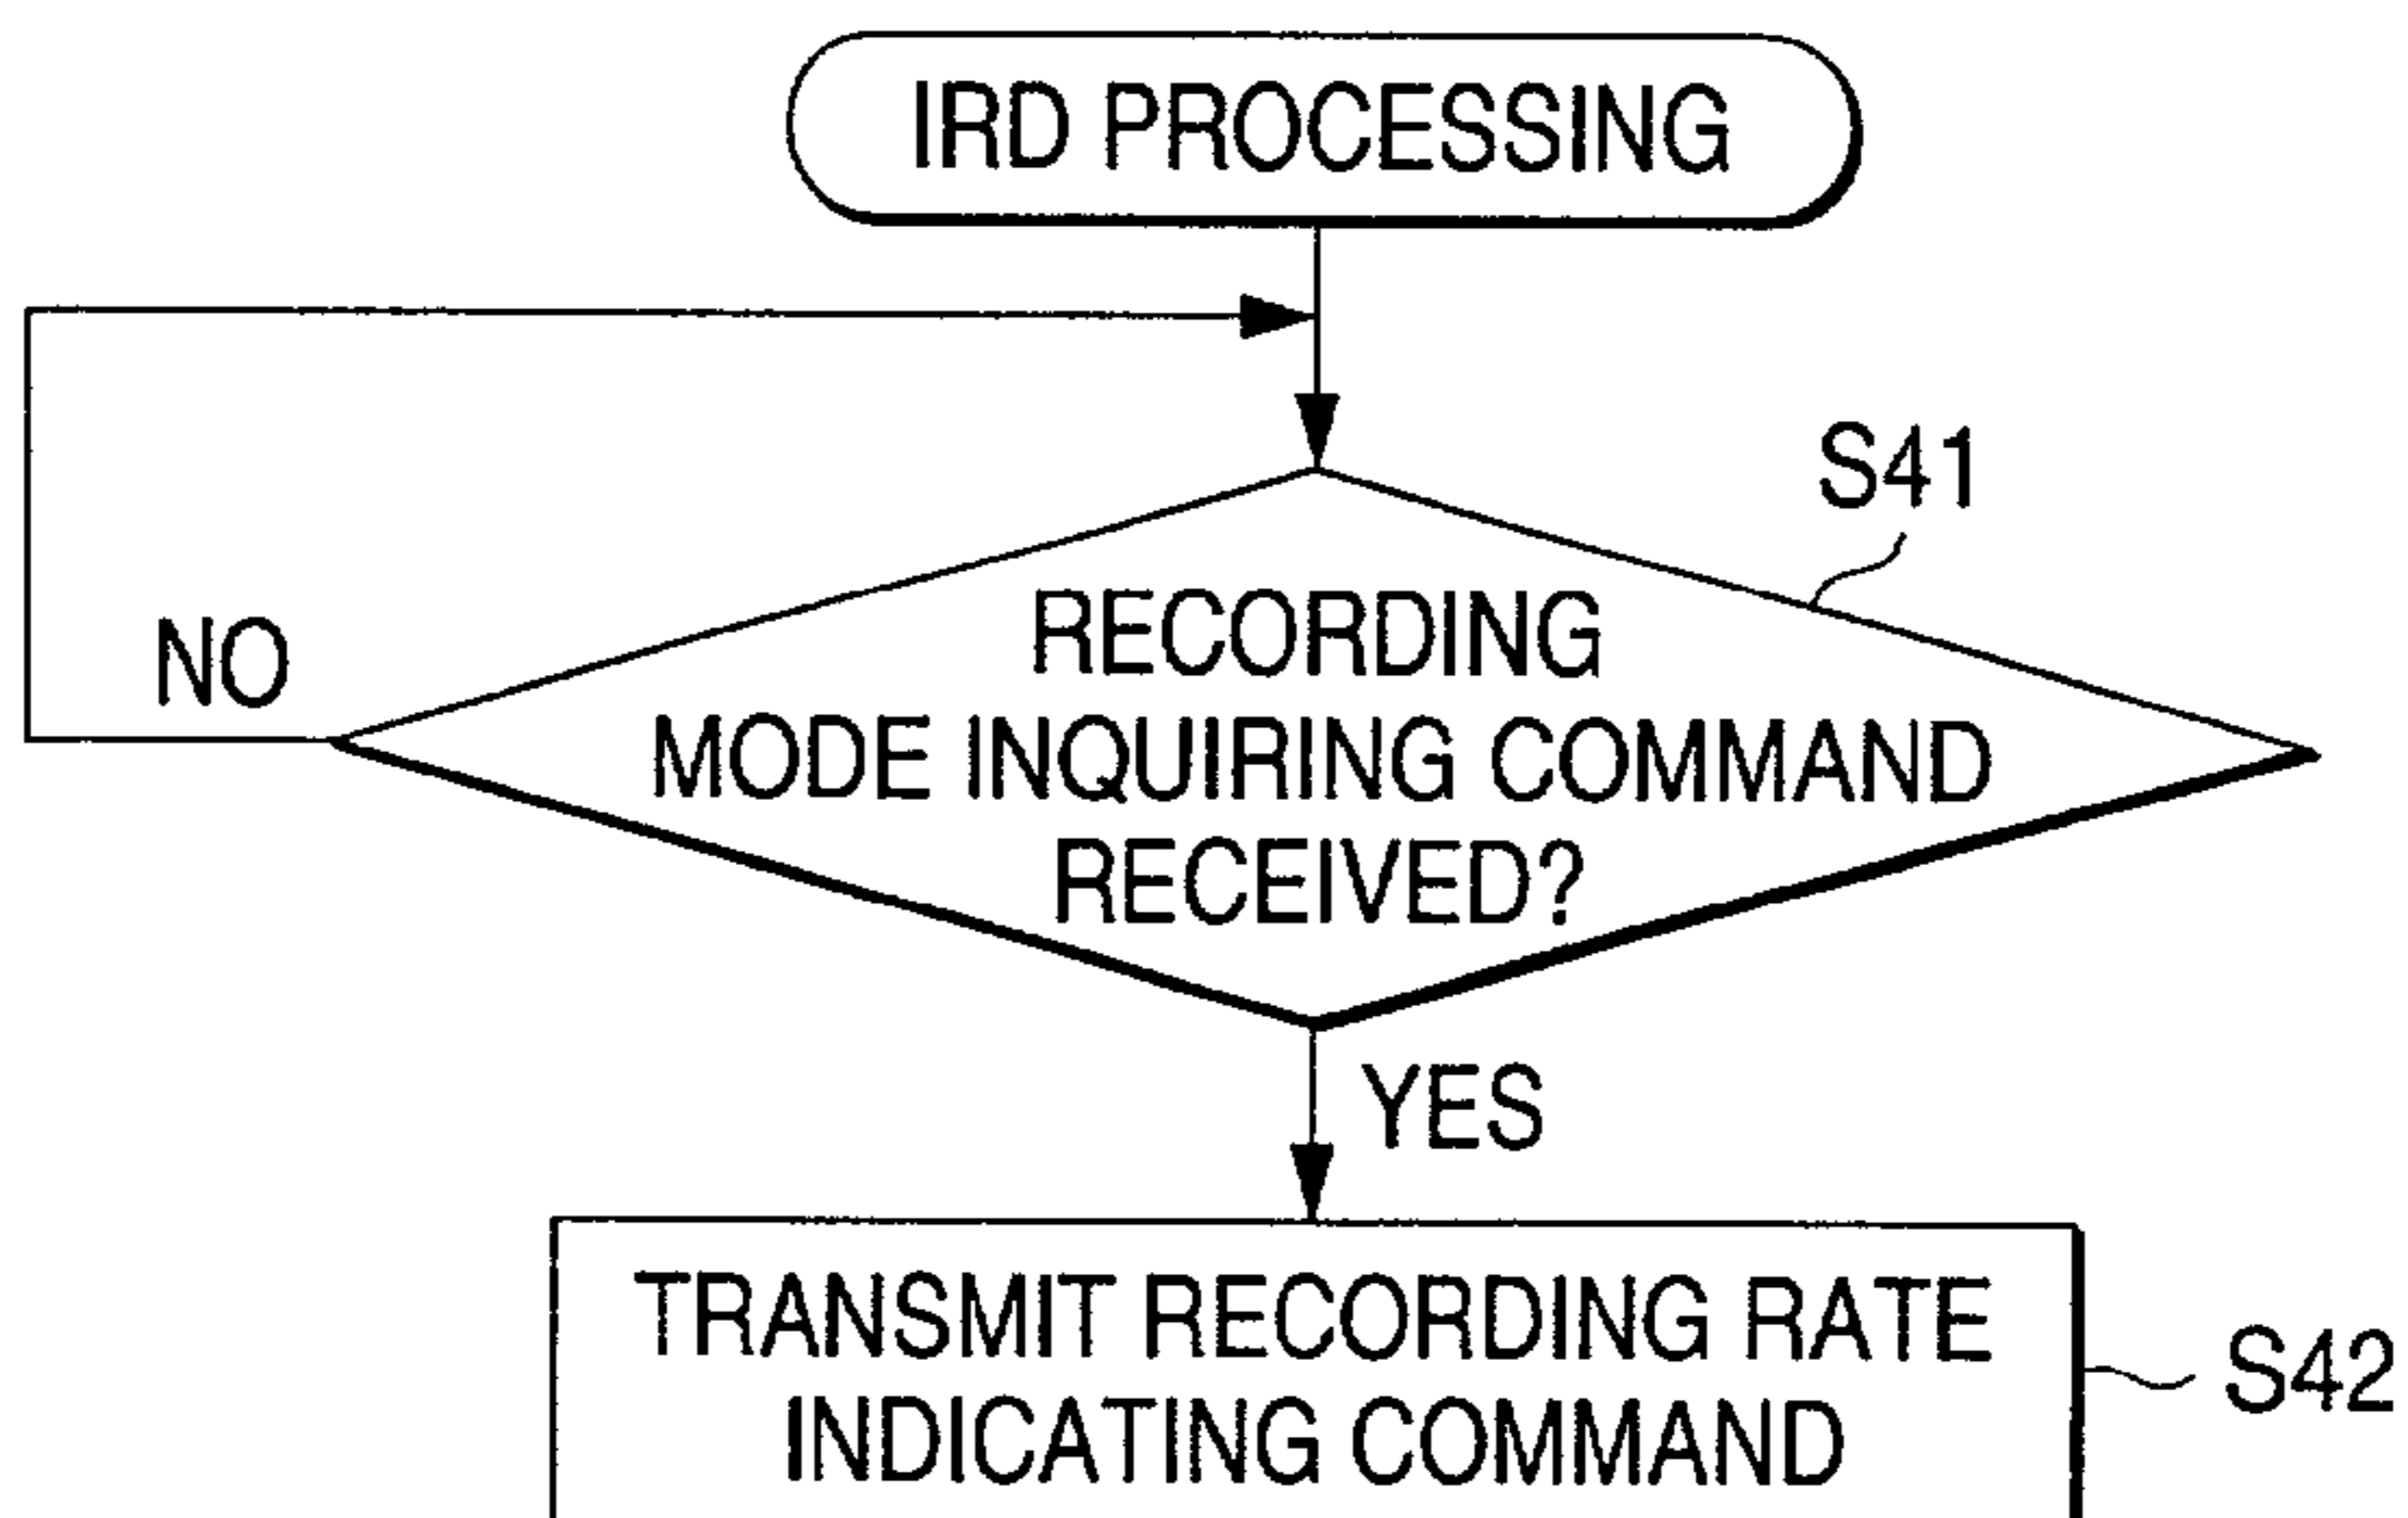 IRD PROCESSING
S41
RECORDING
NO
MODE INQUIRING COMMAND
RECEIVED?
YES
TRANSMIT RECORDING RATE
S42
INDICATING COMMAND